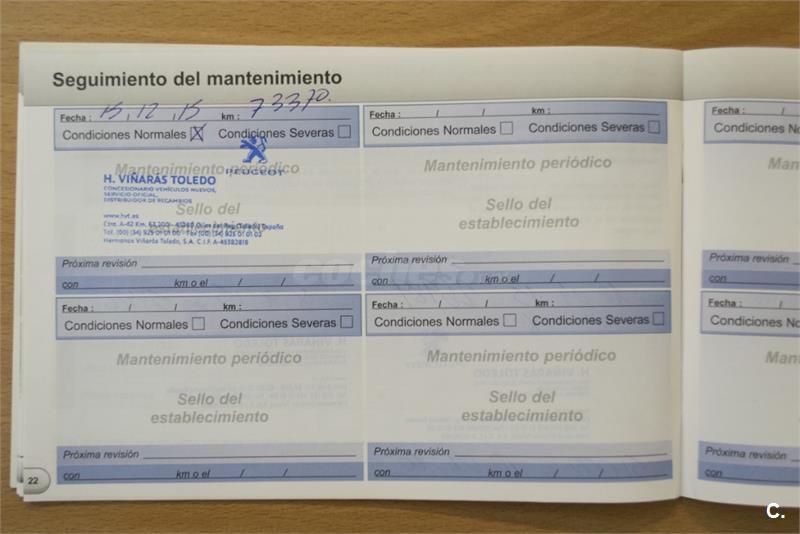 Seguimiento del mantenimiento
Fecha : 15, 12, 15 km : 73370.
Condiciones Normales X Condiciones Severas
PEUGEOT
Mantenimiento periódico
H. VIÑARAS TOLEDO
CONCESIONARIO VEHÍCULOS NUEVOS,
SERVICIO OFICIAL,
DISTRIBUIDOR DE RECAMBIOS
Sello del
www.hvt.es
Hermanos Viñarás Toledo, S.A. C.I.F. A-45382818
Próxima revisión
con km o el / /
Fecha : / / km :
Condiciones Normales Condiciones Severas
Mantenimiento periódico
Sello del
establecimiento
Próxima revisión
con km o el / /
Fecha : / / km :
Condiciones Normales Condiciones Severas
Mantenimiento periódico
Sello del
establecimiento
Próxima revisión
con km o el / /
Fecha : / / km :
Condiciones Normales Condiciones Severas
Mantenimiento periódico
Sello del
establecimiento
Próxima revisión
con km o el / /
22
Fecha :
Condiciones N
Man
Próxima revisión
con
Fecha :
Condiciones No
Man
Próxima revisión
con
coches
C.